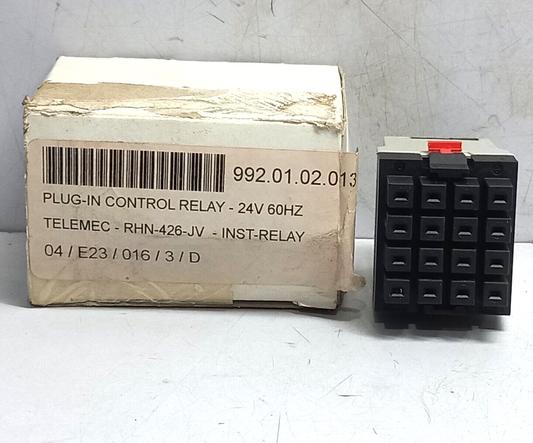 992.01.02.013
PLUG-IN CONTROL RELAY - 24V 60HZ
TELEMEC - RHN-426-JV - INST-RELAY
04 / E23 / 016 / 3 / D